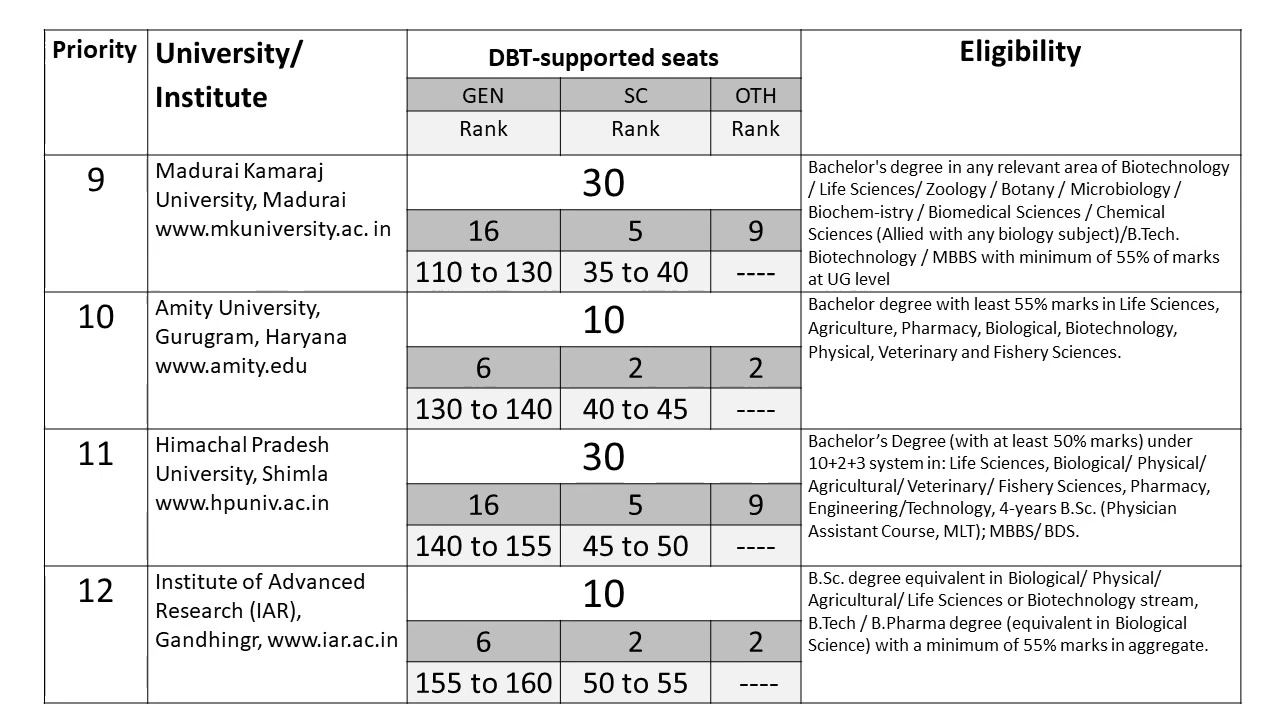 Priority
University/
Institute
DBT-supported seats
Eligibility
GEN SC OTH
Rank Rank Rank
9
Madurai Kamaraj
University, Madurai
www.mkuniversity.ac. in
30
16 5 9
110 to 130 35 to 40 ----
Bachelor's degree in any relevant area of Biotechnology
/ Life Sciences/ Zoology / Botany / Microbiology /
Biochem-istry / Biomedical Sciences / Chemical
Sciences (Allied with any biology subject)/B.Tech.
Biotechnology / MBBS with minimum of 55% of marks
at UG level
10
Amity University,
Gurugram, Haryana
www.amity.edu
10
6 2 2
130 to 140 40 to 45 ----
Bachelor degree with least 55% marks in Life Sciences,
Agriculture, Pharmacy, Biological, Biotechnology,
Physical, Veterinary and Fishery Sciences.
11
Himachal Pradesh
University, Shimla
www.hpuniv.ac.in
30
16 5 9
140 to 155 45 to 50 ----
Bachelor’s Degree (with at least 50% marks) under
10+2+3 system in: Life Sciences, Biological/ Physical/
Agricultural/ Veterinary/ Fishery Sciences, Pharmacy,
Engineering/Technology, 4-years B.Sc. (Physician
Assistant Course, MLT); MBBS/ BDS.
12
Institute of Advanced
Research (IAR),
Gandhingr, www.iar.ac.in
10
6 2 2
155 to 160 50 to 55 ----
B.Sc. degree equivalent in Biological/ Physical/
Agricultural/ Life Sciences or Biotechnology stream,
B.Tech / B.Pharma degree (equivalent in Biological
Science) with a minimum of 55% marks in aggregate.